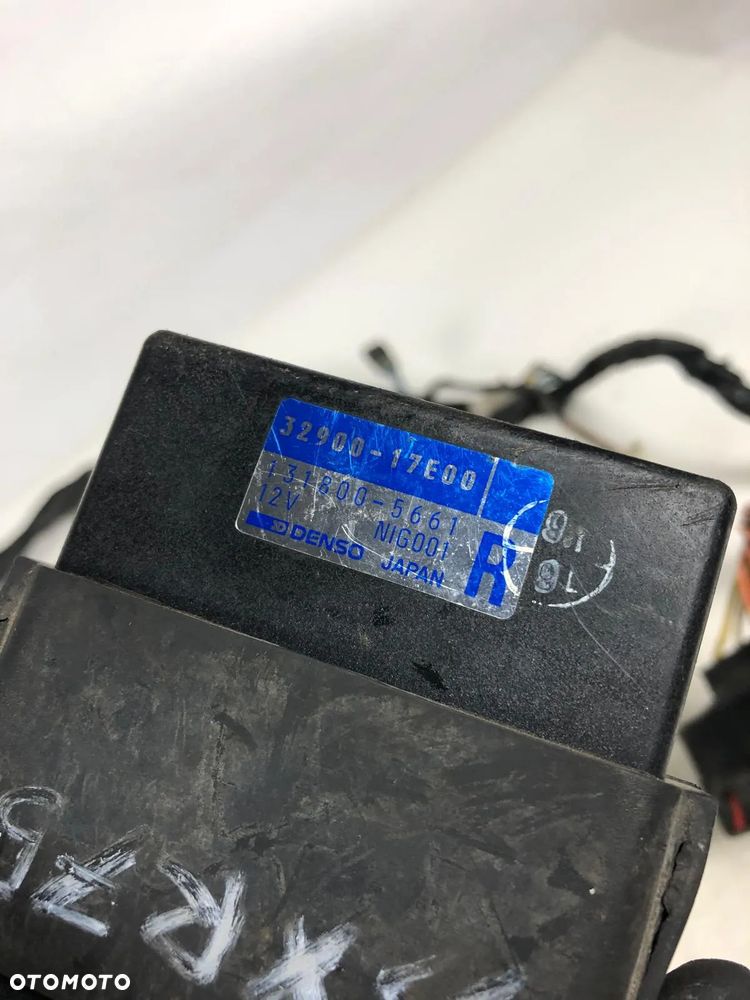 32900-17E00
131800-5661
12V NIG001
DENSO JAPAN R
OTOMOTO